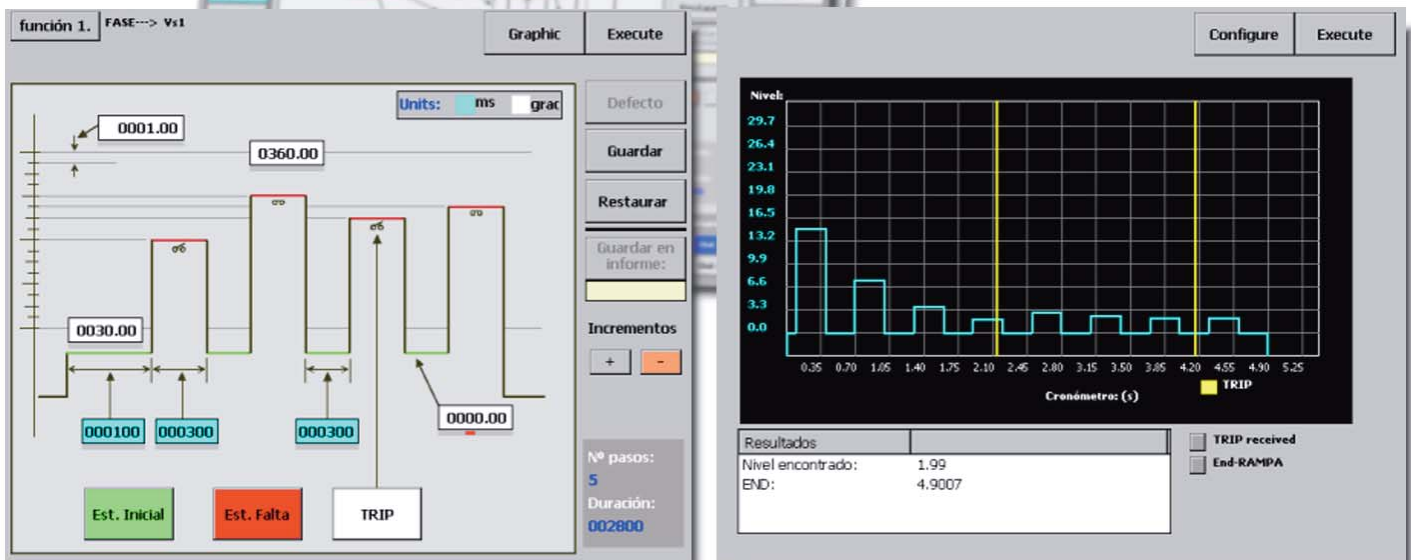 función 1.
FASE---> Vs1
Graphic
Execute
Units: ms grac
0001.00
0360.00
0030.00
000100
000300
000300
0000.00
Est. Inicial
Est. Falta
TRIP
Defecto
Guardar
Restaurar
Guardar en
informe:
Incrementos
+
-
Nº pasos:
5
Duración:
002800
Configure
Execute
Nivel:
29.7
26.4
23.1
19.8
16.5
13.2
9.9
6.6
3.3
0.0
0.35 0.70 1.05 1.40 1.75 2.10 2.45 2.80 3.15 3.50 3.85 4.20 4.55 4.90 5.25
Cronómetro: (s)
TRIP
Resultados
Nivel encontrado: 1.99
END: 4.9007
TRIP received
End-RAMPA